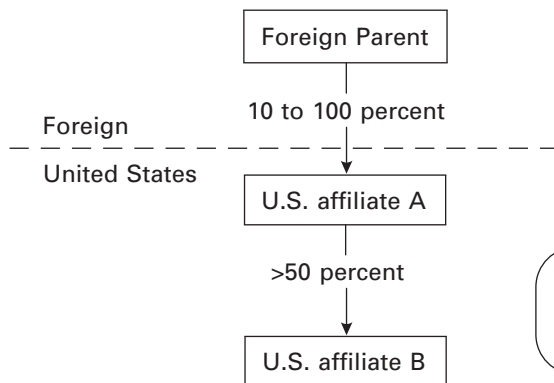 Foreign Parent
10 to 100 percent
Foreign
United States
U.S. affiliate A
>50 percent
U.S. affiliate B